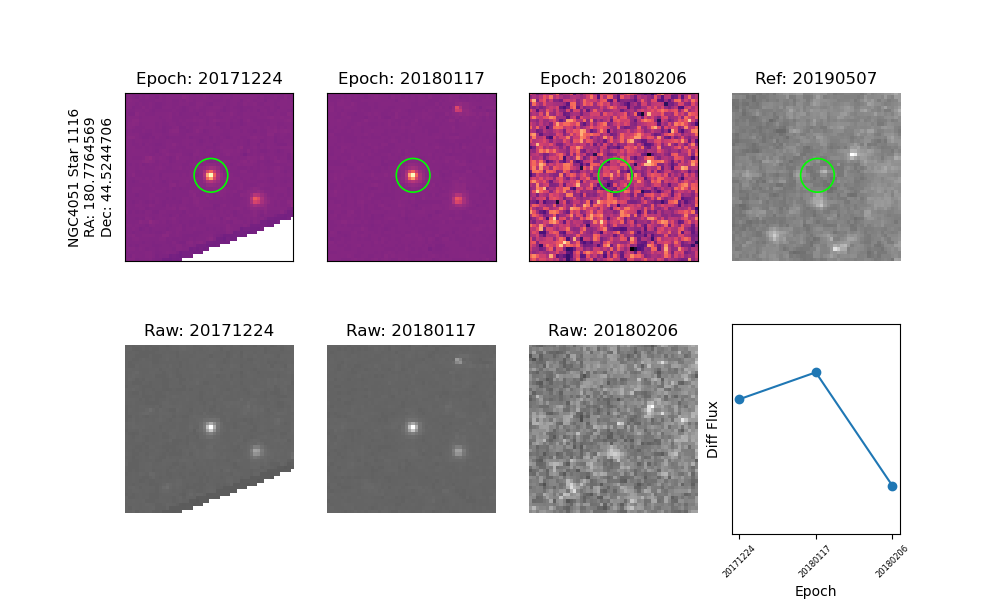 Epoch: 20171224
Epoch: 20180117
Epoch: 20180206
Ref: 20190507
NGC4051 Star 1116
RA: 180.7764569
Dec: 44.5244706
Raw: 20171224
Raw: 20180117
Raw: 20180206
Diff Flux
20171224
20180117
20180206
Epoch